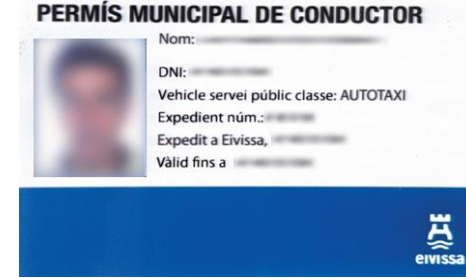 PERMÍS MUNICIPAL DE CONDUCTOR
Nom:
DNI:
Vehicle servei públic classe: AUTOTAXI
Expedient núm.:
Expedit a Eivissa,
Vàlid fins a
eivissa